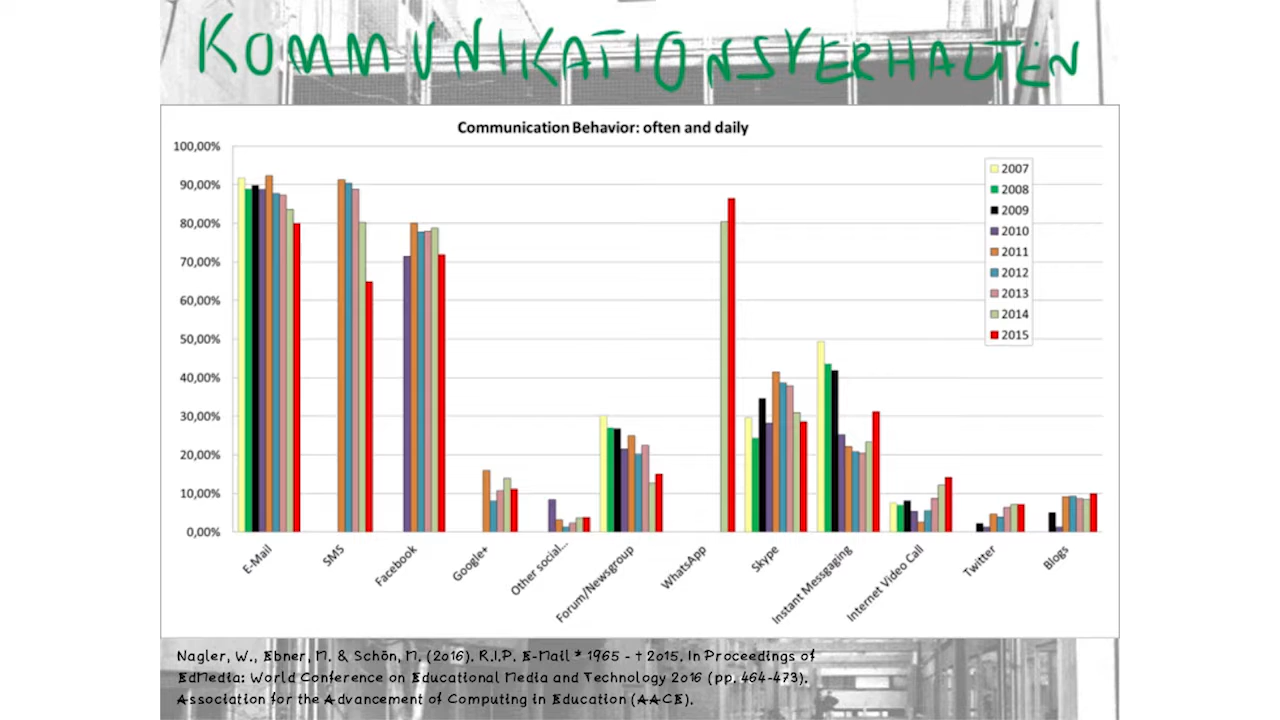 KOMMUNIKATIONSVERHALTEN
Communication Behavior: often and daily
100,00%
90,00%
80,00%
70,00%
60,00%
50,00%
40,00%
30,00%
20,00%
10,00%
0,00%
2007
2008
2009
2010
2011
2012
2013
2014
2015
E-Mail
SMS
Facebook
Google+
Other social...
Forum/Newsgroup
WhatsApp
Skype
Instant Messgaging
Internet Video Call
Twitter
Blogs
Nagler, W., Ebner, M. & Schön, M. (2016). R.I.P. E-Mail * 1965 - † 2015. In Proceedings of
EdMedia: World Conference on Educational Media and Technology 2016 (pp. 464-473).
Association for the Advancement of Computing in Education (AACE).